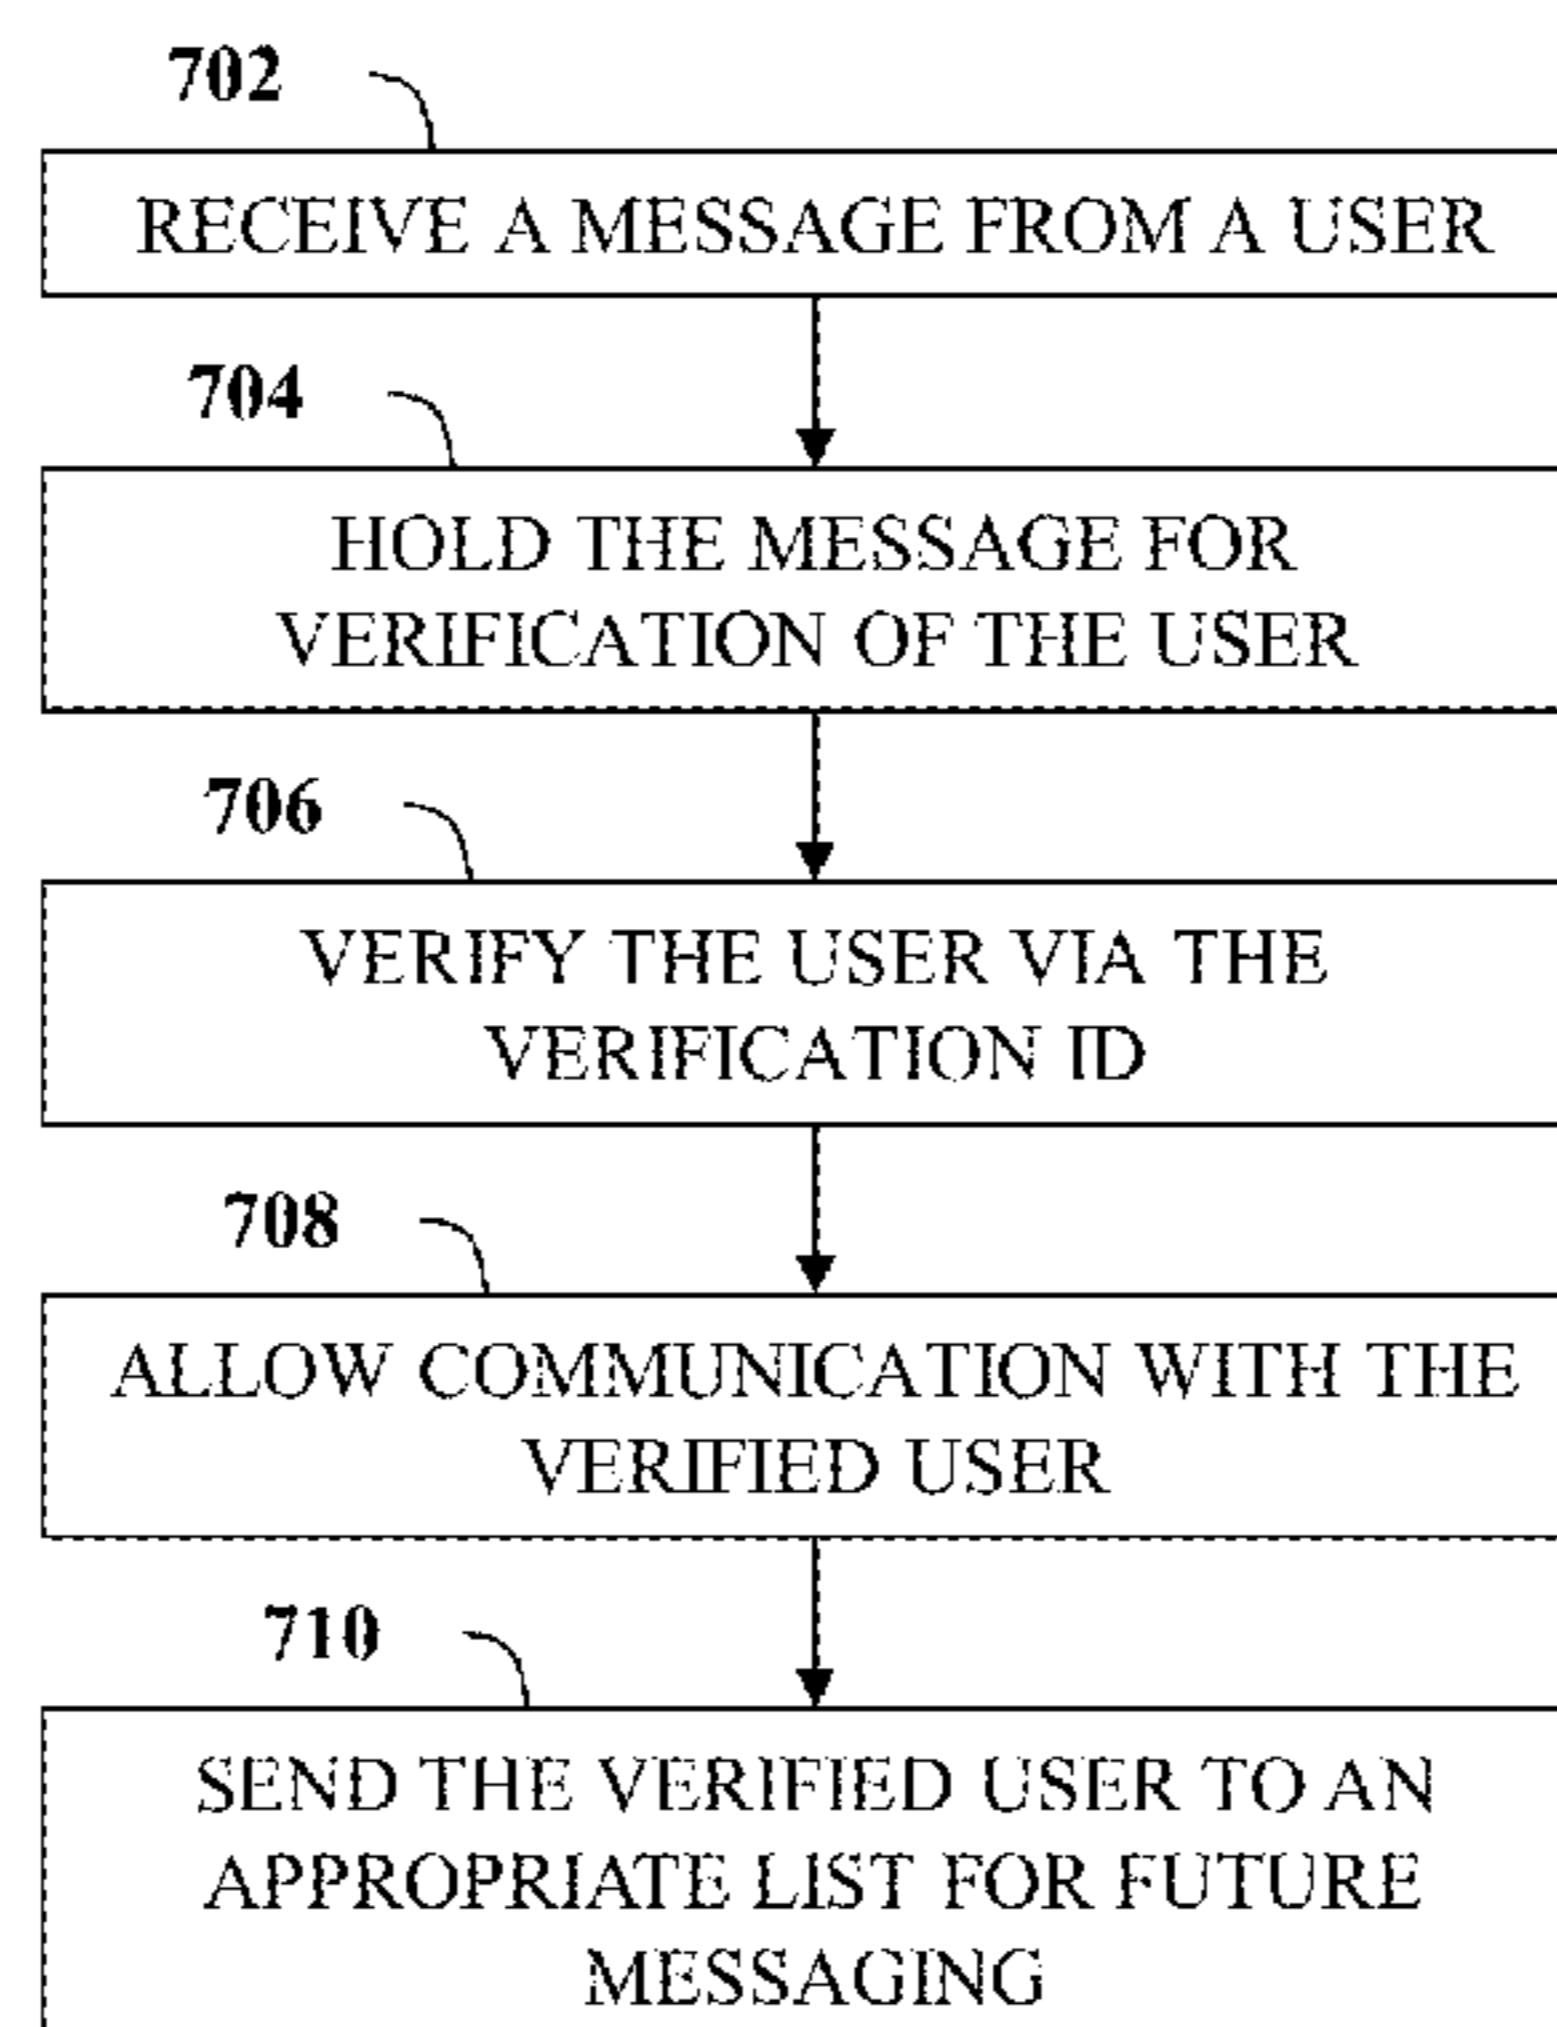 702
RECEIVE A MESSAGE FROM A USER
704
HOLD THE MESSAGE FOR
VERIFICATION OF THE USER
706
VERIFY THE USER VIA THE
VERIFICATION ID
708
ALLOW COMMUNICATION WITH THE
VERIFIED USER
710
SEND THE VERIFIED USER TO AN
APPROPRIATE LIST FOR FUTURE
MESSAGING